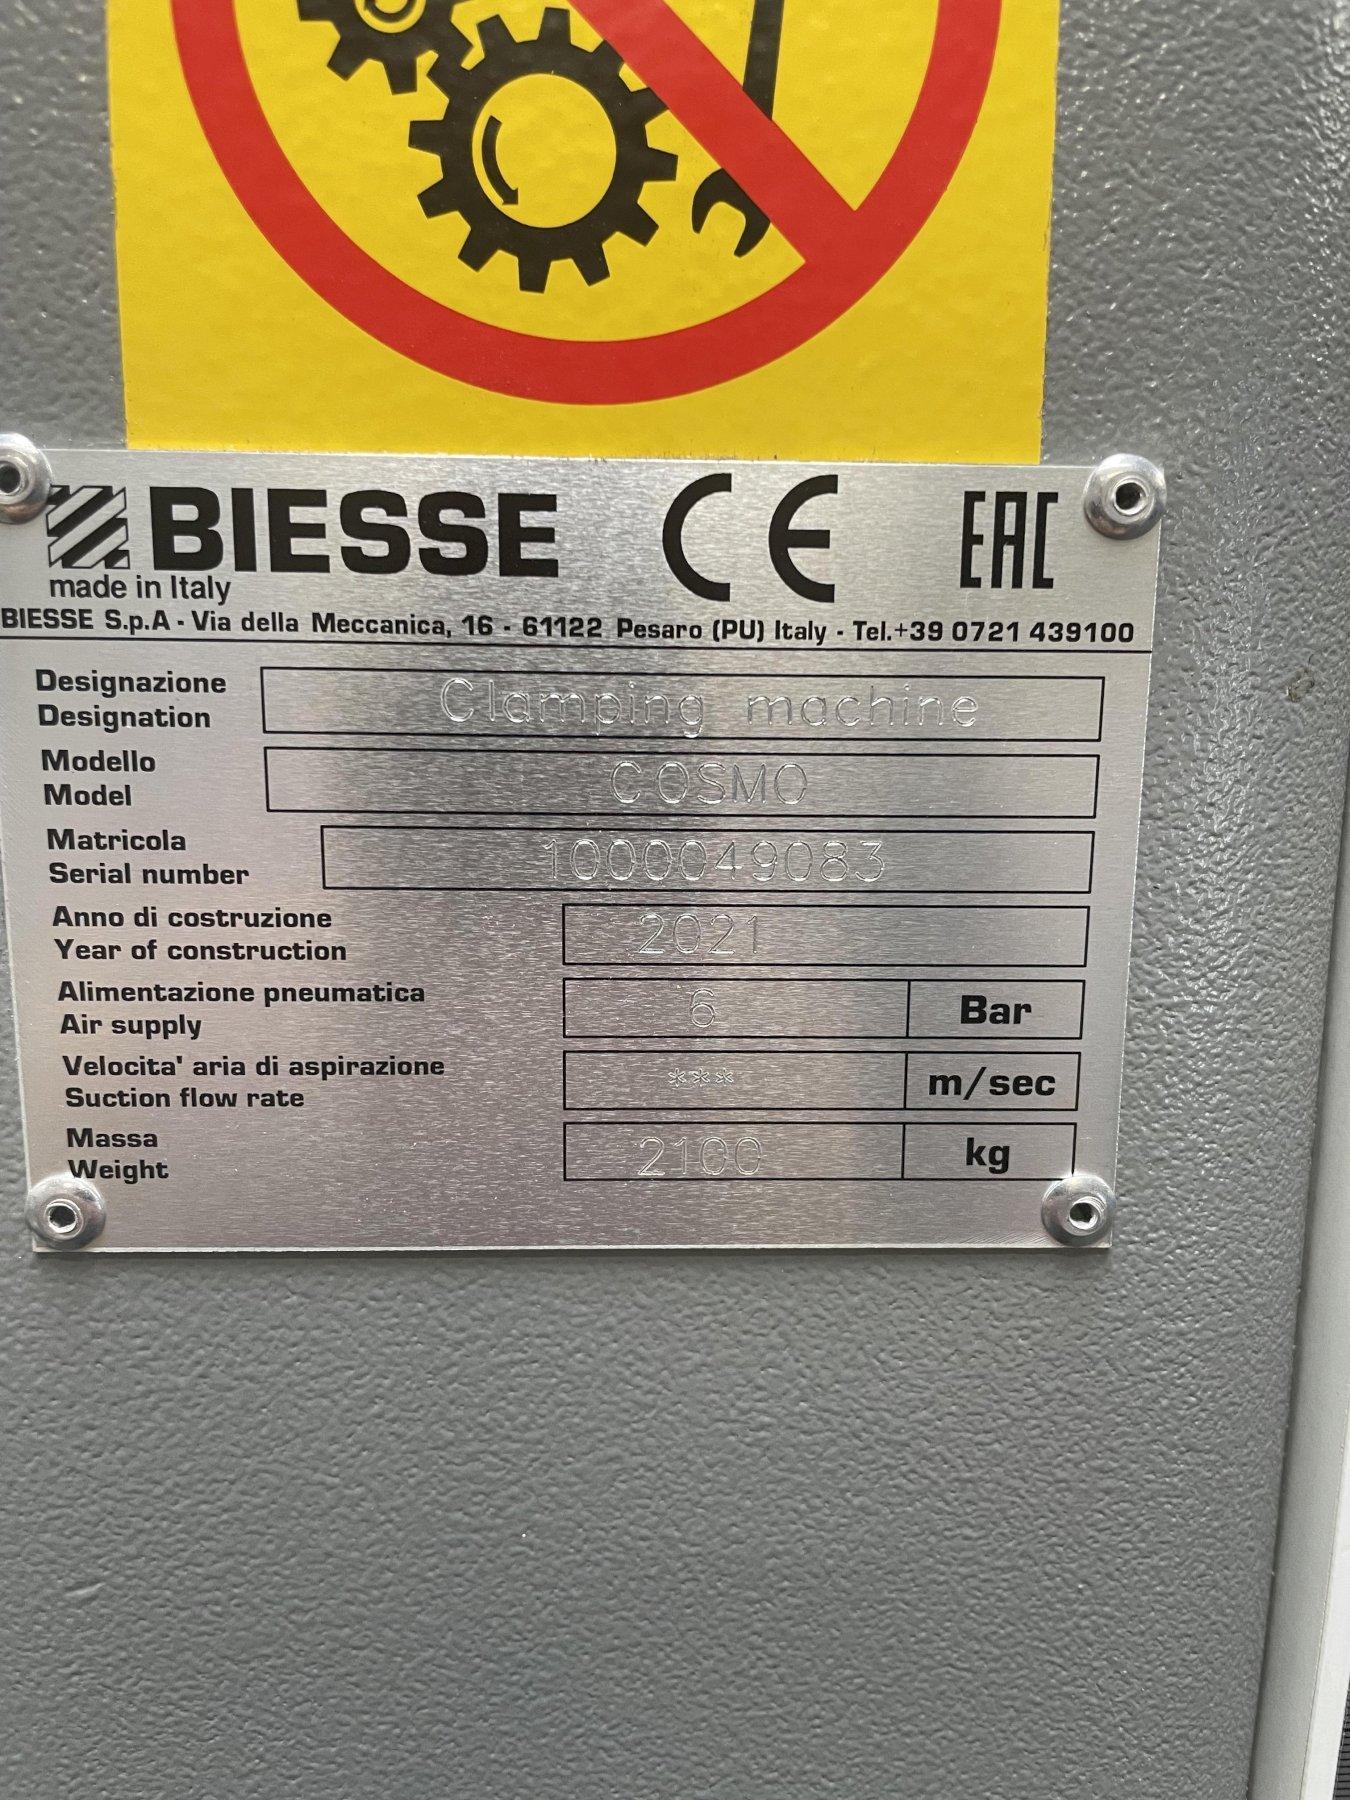 BIESSE CE EAC
made in Italy
BIESSE S.p.A - Via della Meccanica, 16 - 61122 Pesaro (PU) Italy - Tel.+39 0721 439100
Designazione
Designation
Clamping machine
Modello
Model
COSMO
Matricola
Serial number
1000049083
Anno di costruzione
Year of construction
2021
Alimentazione pneumatica
Air supply
6 Bar
Velocita' aria di aspirazione
Suction flow rate
*** m/sec
Massa
Weight
2100 kg